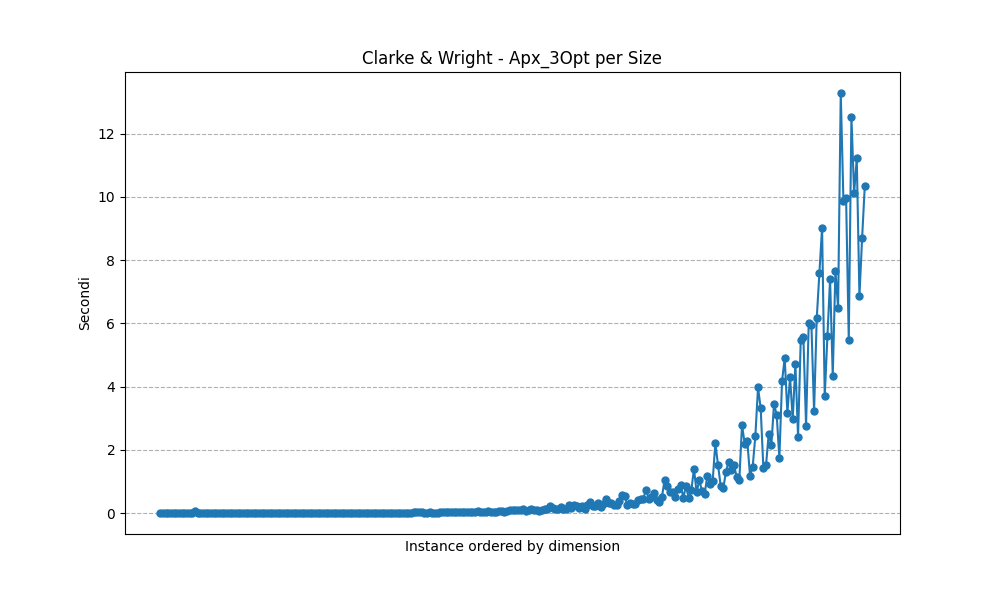 Clarke & Wright - Apx_3Opt per Size
12
10
8
6
4
2
0
Secondi
Instance ordered by dimension